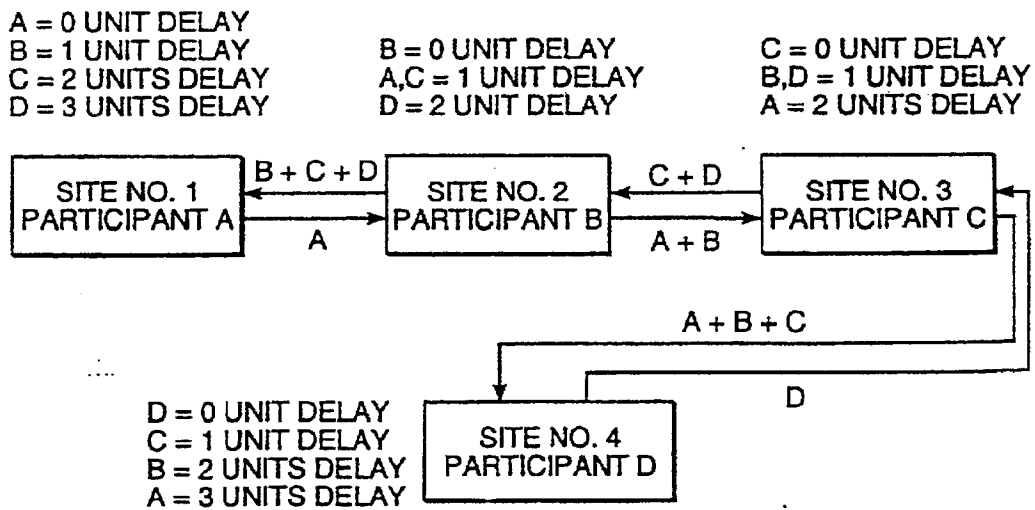 A = 0 UNIT DELAY
B = 1 UNIT DELAY
C = 2 UNITS DELAY
D = 3 UNITS DELAY
B = 0 UNIT DELAY
A,C = 1 UNIT DELAY
D = 2 UNIT DELAY
C = 0 UNIT DELAY
B,D = 1 UNIT DELAY
A = 2 UNITS DELAY
SITE NO. 1
PARTICIPANT A
B + C + D
A
SITE NO. 2
PARTICIPANT B
C + D
A + B
SITE NO. 3
PARTICIPANT C
A + B + C
D
D = 0 UNIT DELAY
C = 1 UNIT DELAY
B = 2 UNITS DELAY
A = 3 UNITS DELAY
SITE NO. 4
PARTICIPANT D